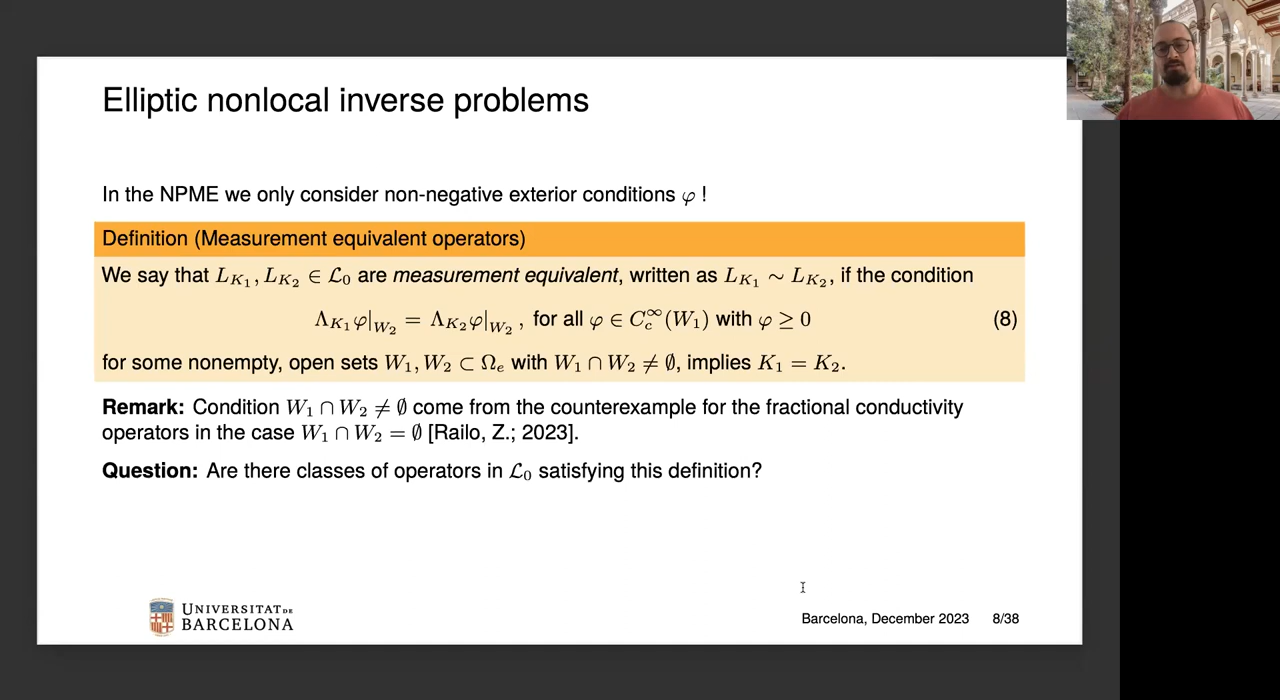 Elliptic nonlocal inverse problems
In the NPME we only consider non-negative exterior conditions φ !
Definition (Measurement equivalent operators)
We say that L_{K_1}, L_{K_2} ∈ ℒ_0 are measurement equivalent, written as L_{K_1} ∼ L_{K_2}, if the condition
Λ_{K_1}φ|_{W_2} = Λ_{K_2}φ|_{W_2} , for all φ ∈ C_c^∞(W_1) with φ ≥ 0 (8)
for some nonempty, open sets W_1, W_2 ⊂ Ω_e with W_1 ∩ W_2 ≠ ∅, implies K_1 = K_2.
Remark: Condition W_1 ∩ W_2 ≠ ∅ come from the counterexample for the fractional conductivity
operators in the case W_1 ∩ W_2 = ∅ [Railo, Z.; 2023].
Question: Are there classes of operators in ℒ_0 satisfying this definition?
UNIVERSITAT DE
BARCELONA
Barcelona, December 2023 8/38